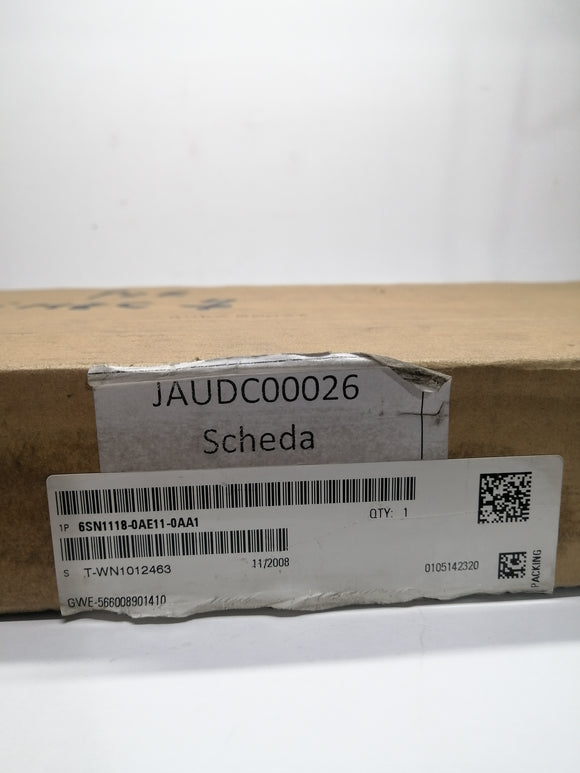 JAUDC00026
Scheda
1P 6SN1118-0AE11-0AA1
QTY: 1
S T-WN1012463
11/2008
0105142320
PACKING
GWE-566008901410